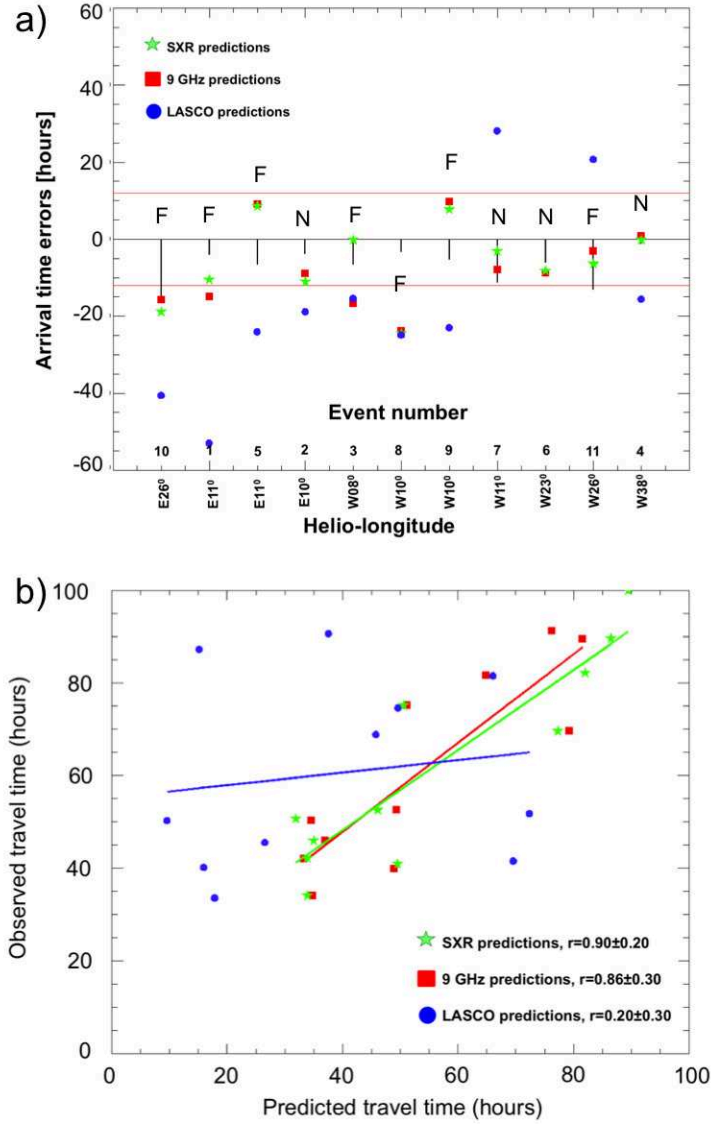 a)
60
40
20
0
-20
-40
-60
Arrival time errors [hours]
SXR predictions
9 GHz predictions
LASCO predictions
F F F N F F F N N F N
Event number
10 1 5 2 3 8 9 7 6 11 4
E26⁰ E11⁰ E11⁰ E10⁰ W08⁰ W10⁰ W10⁰ W11⁰ W23⁰ W26⁰ W38⁰
Helio-longitude
b)
100
80
60
40
20
0
Observed travel time (hours)
SXR predictions, r=0.90±0.20
9 GHz predictions, r=0.86±0.30
LASCO predictions, r=0.20±0.30
0 20 40 60 80 100
Predicted travel time (hours)